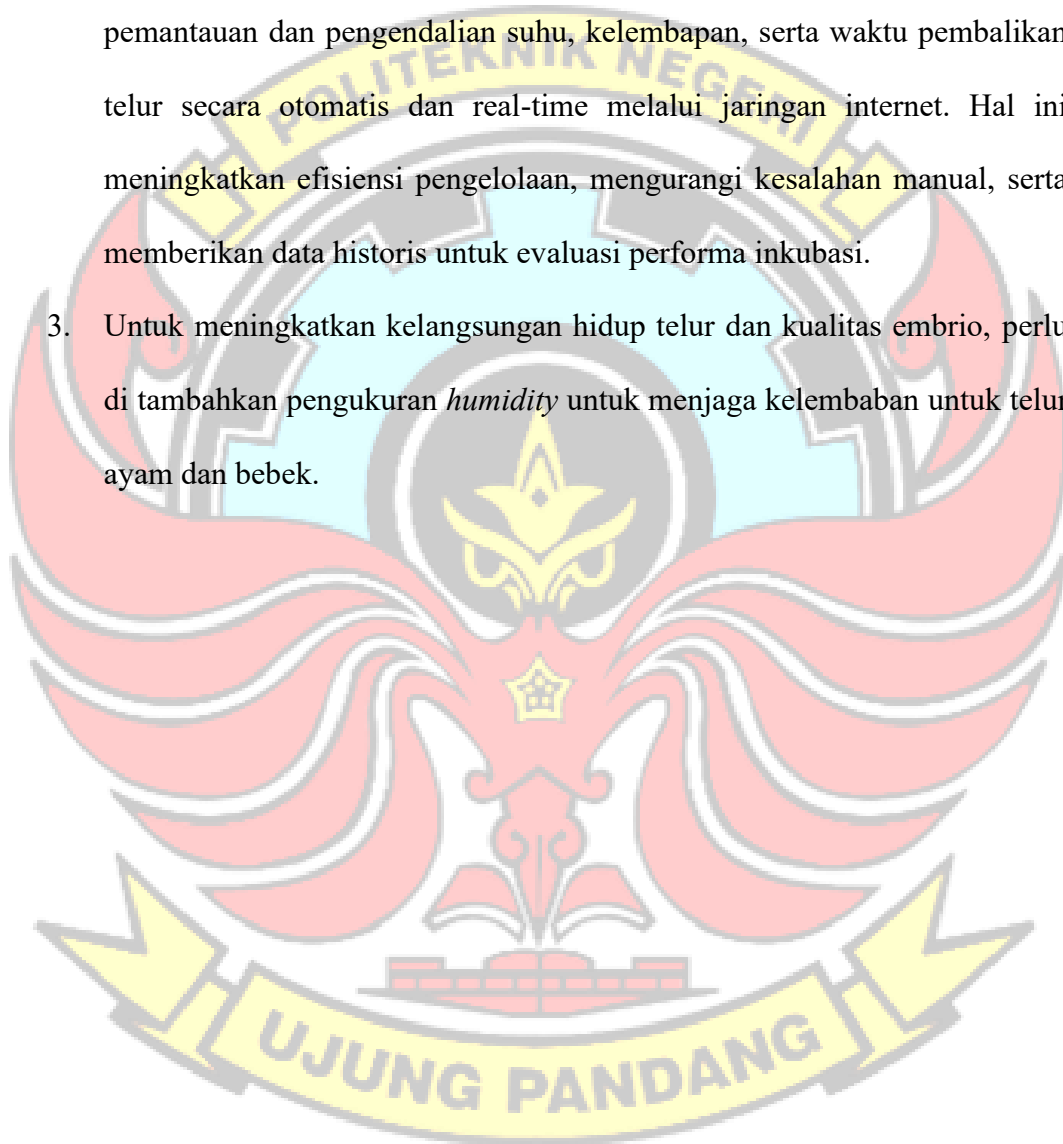 pemantauan dan pengendalian suhu, kelembapan, serta waktu pembalikan
telur secara otomatis dan real-time melalui jaringan internet. Hal ini
meningkatkan efisiensi pengelolaan, mengurangi kesalahan manual, serta
memberikan data historis untuk evaluasi performa inkubasi.
3. Untuk meningkatkan kelangsungan hidup telur dan kualitas embrio, perlu
di tambahkan pengukuran humidity untuk menjaga kelembaban untuk telur
ayam dan bebek.
POLITEKNIK NEGERI
UJUNG PANDANG